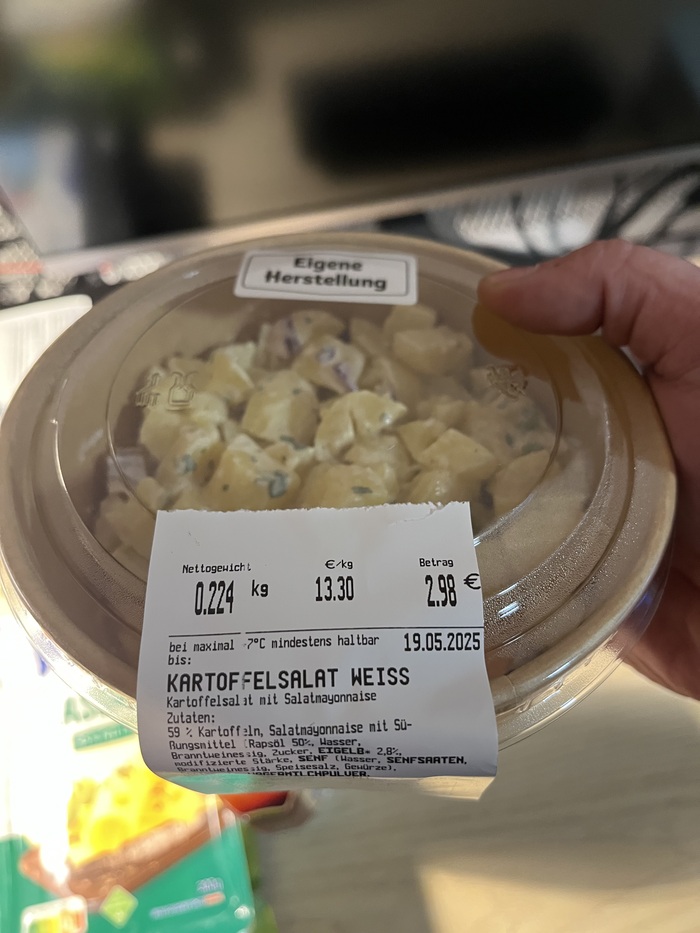 Eigene
Herstellung
Nettogewicht €/kg Betrag
0.224 kg 13.30 2.98 €
bei maximal 7°C mindestens haltbar 19.05.2025
bis:
KARTOFFELSALAT WEISS
Kartoffelsalat mit Salatmayonnaise
Zutaten:
59 % Kartoffeln, Salatmayonnaise mit Sü-
ßungsmittel (Rapsöl 50%, Wasser,
Branntweinessig, Zucker, EIGELB* 2,8%,
modifizierte Stärke, SENF (Wasser, SENFSAATEN,
Branntweinessig, Speisesalz, Gewürze),